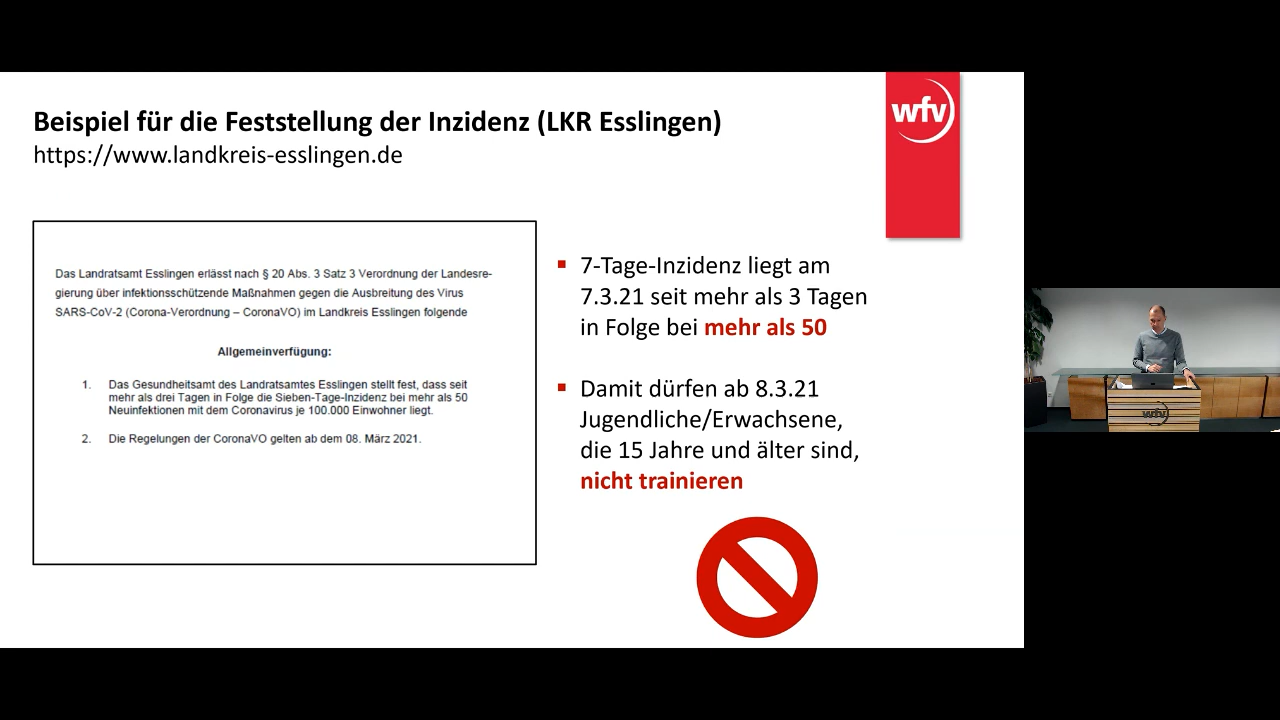 Beispiel für die Feststellung der Inzidenz (LKR Esslingen)
https://www.landkreis-esslingen.de
wfv
Das Landratsamt Esslingen erlässt nach § 20 Abs. 3 Satz 3 Verordnung der Landesre-
gierung über infektionsschützende Maßnahmen gegen die Ausbreitung des Virus
SARS-CoV-2 (Corona-Verordnung – CoronaVO) im Landkreis Esslingen folgende
Allgemeinverfügung:
1. Das Gesundheitsamt des Landratsamtes Esslingen stellt fest, dass seit
mehr als drei Tagen in Folge die Sieben-Tage-Inzidenz bei mehr als 50
Neuinfektionen mit dem Coronavirus je 100.000 Einwohner liegt.
2. Die Regelungen der CoronaVO gelten ab dem 08. März 2021.
▪ 7-Tage-Inzidenz liegt am
7.3.21 seit mehr als 3 Tagen
in Folge bei mehr als 50
▪ Damit dürfen ab 8.3.21
Jugendliche/Erwachsene,
die 15 Jahre und älter sind,
nicht trainieren
wfv